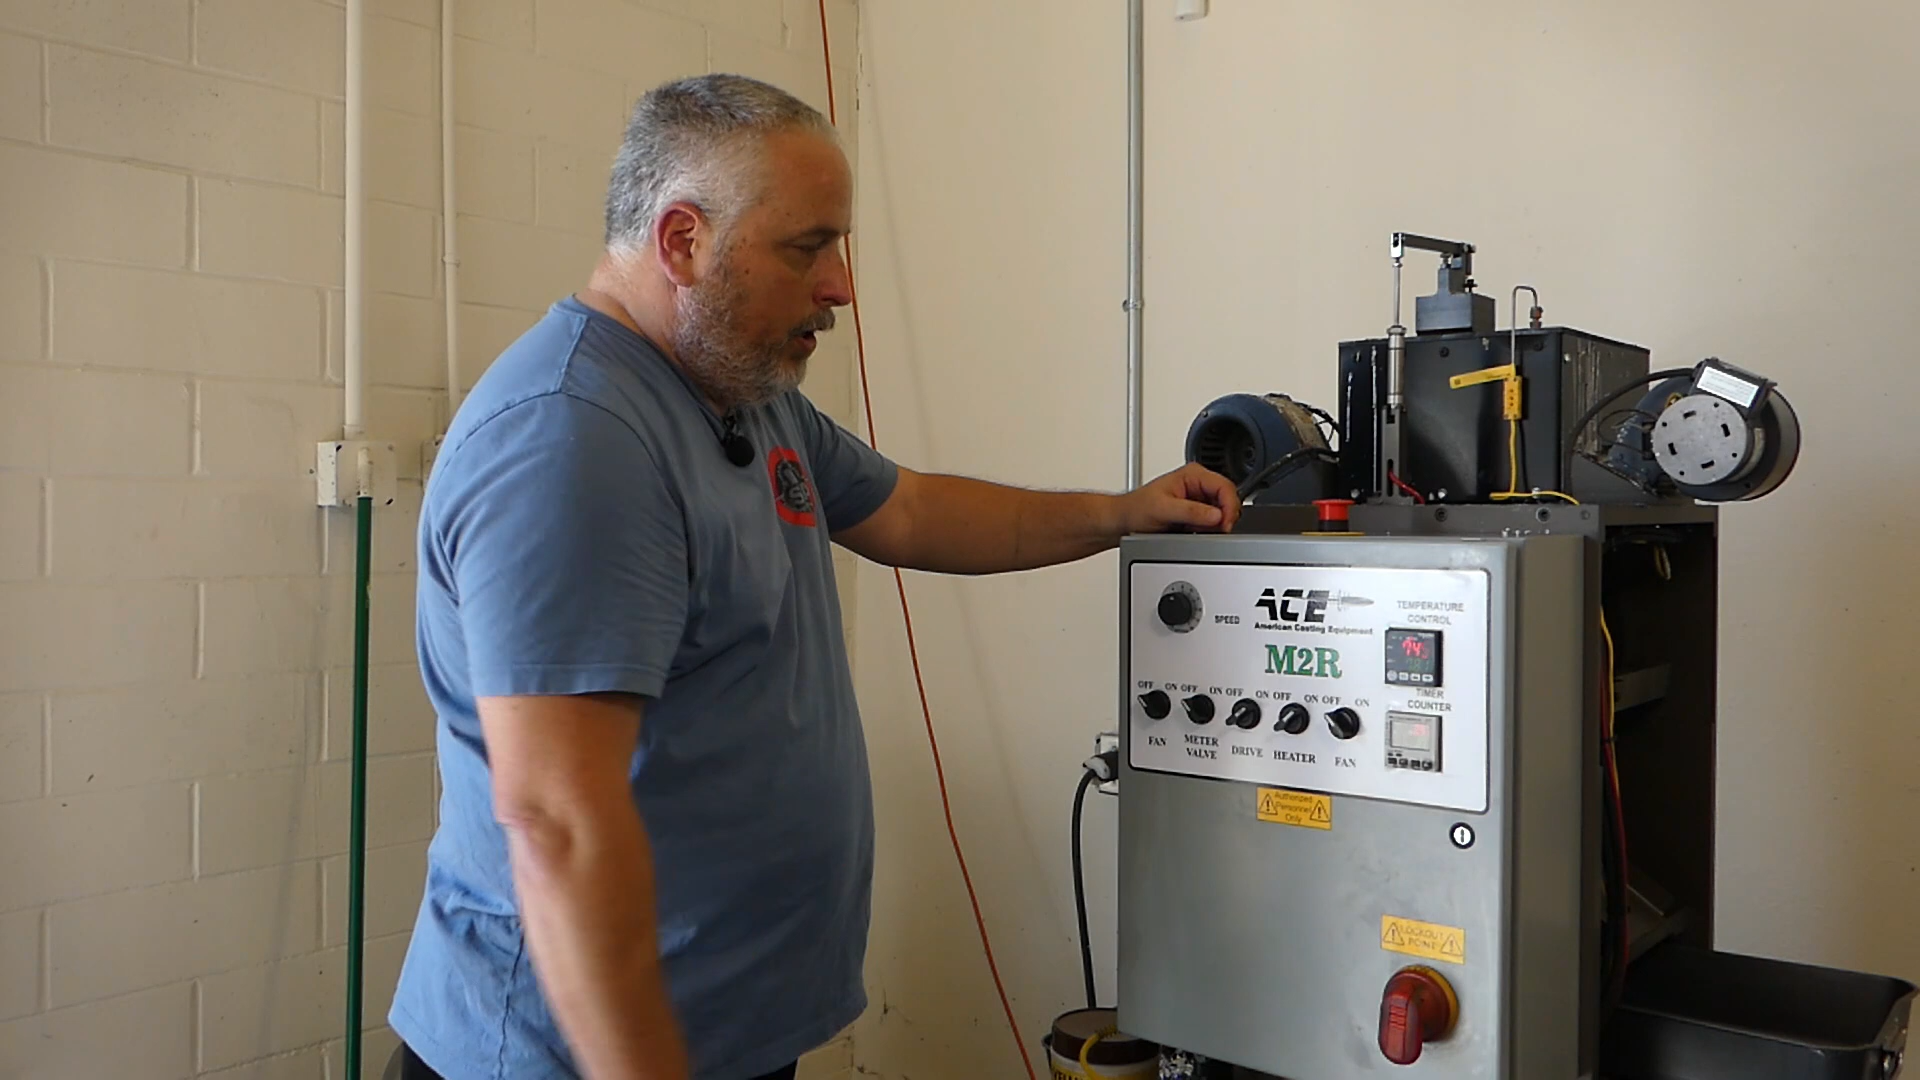 ACE
American Casting Equipment
M2R
SPEED
TEMPERATURE
CONTROL
TIMER
COUNTER
OFF ON OFF ON OFF ON OFF ON OFF ON
FAN
METER
VALVE
DRIVE
HEATER
FAN
Authorized
Personnel
Only
LOCKOUT
POINT